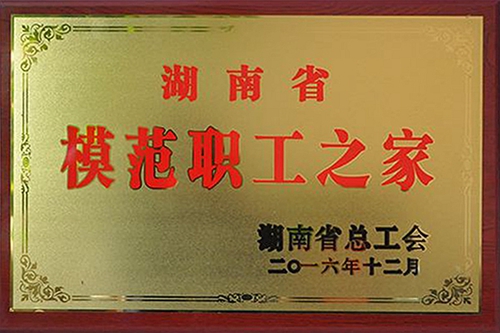 湖南省
模范职工之家
湖南省总工会
二〇一六年十二月